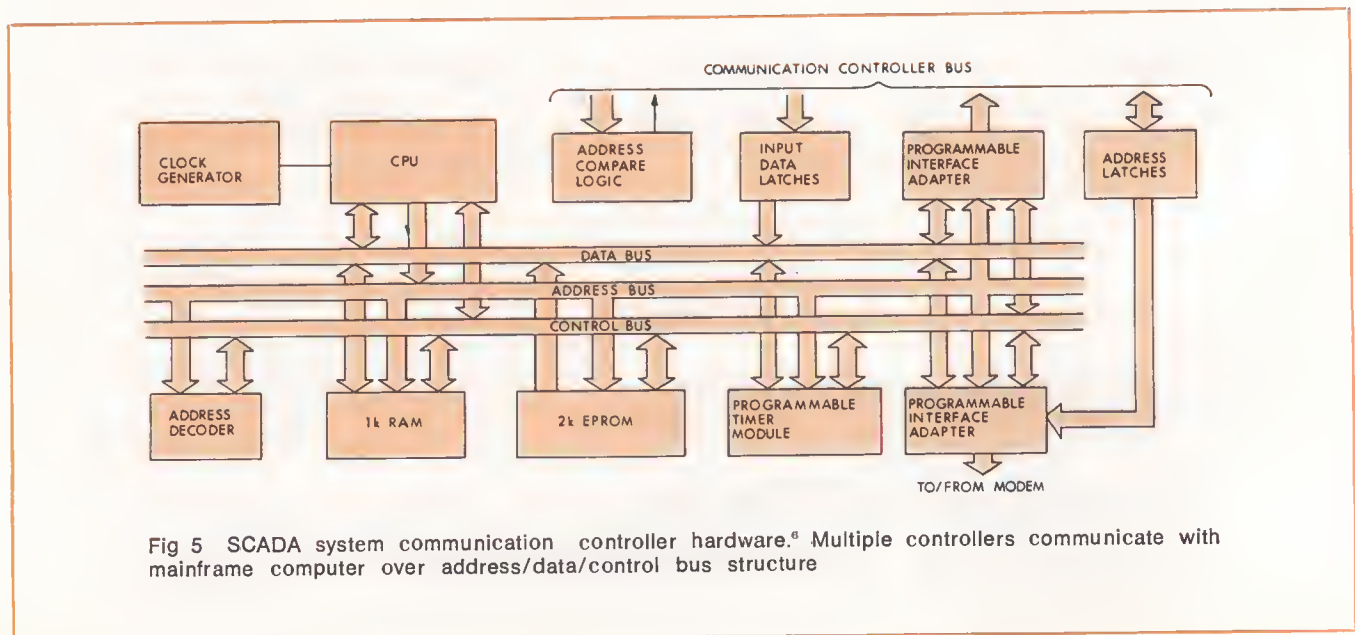 COMMUNICATION CONTROLLER BUS
CLOCK
GENERATOR
CPU
ADDRESS
COMPARE
LOGIC
INPUT
DATA
LATCHES
PROGRAMMABLE
INTERFACE
ADAPTER
ADDRESS
LATCHES
DATA BUS
ADDRESS BUS
CONTROL BUS
ADDRESS
DECODER
1k RAM
2k EPROM
PROGRAMMABLE
TIMER
MODULE
PROGRAMMABLE
INTERFACE
ADAPTER
TO/FROM MODEM
Fig 5 SCADA system communication controller hardware.⁶ Multiple controllers communicate with
mainframe computer over address/data/control bus structure